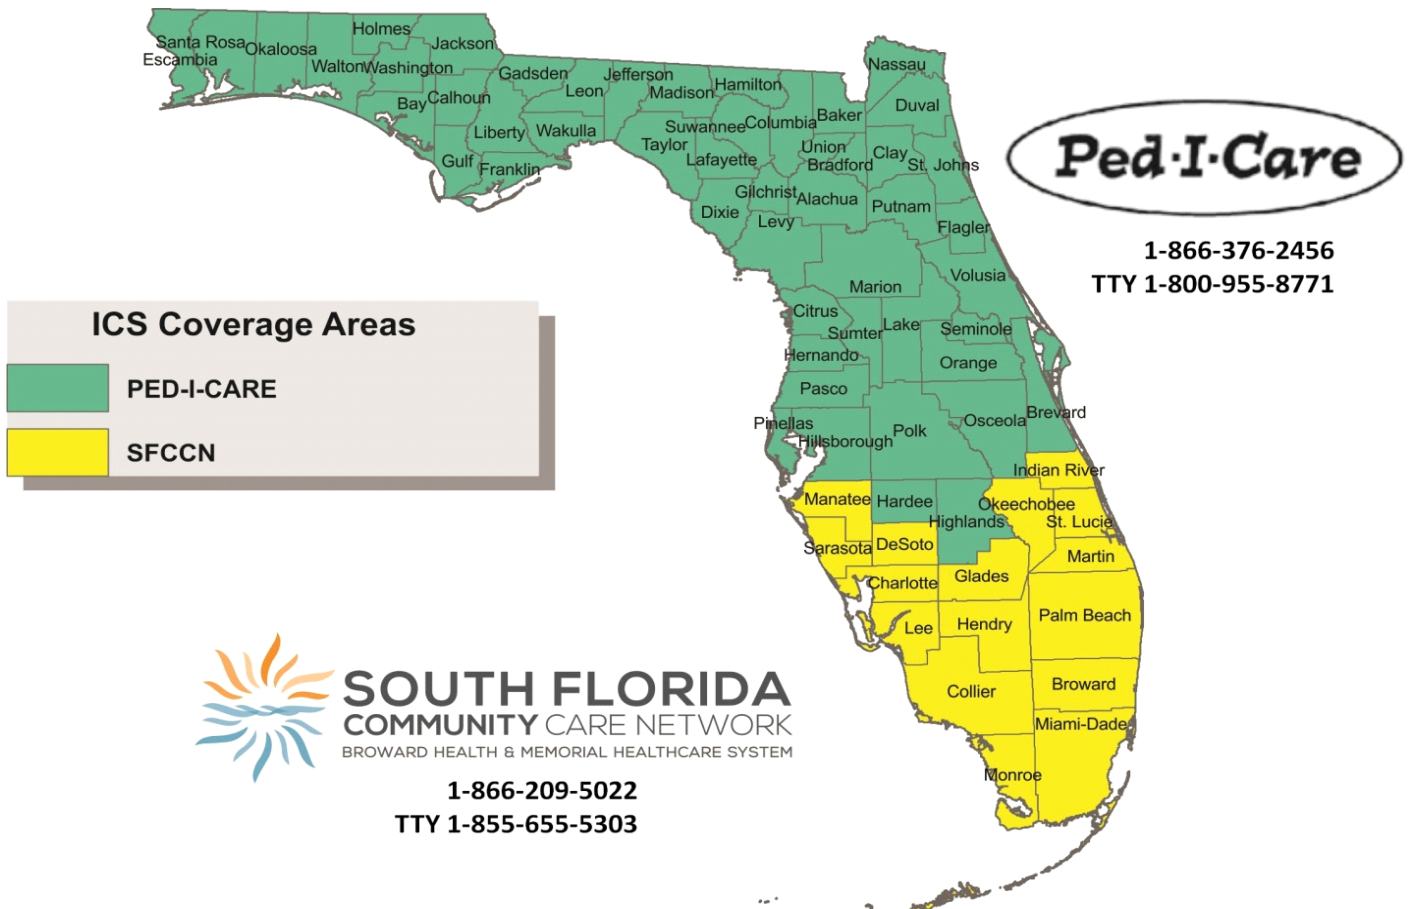 Holmes
Santa Rosa
Okaloosa
Jackson
Escambia
Walton
Washington
Gadsden
Jefferson
Nassau
Leon
Madison
Hamilton
Bay
Calhoun
Duval
Liberty
Wakulla
Suwannee
Columbia
Baker
Taylor
Union
Gulf
Franklin
Lafayette
Bradford
Clay
St. Johns
Gilchrist
Alachua
Putnam
Dixie
Levy
Flagler
Volusia
Marion
Citrus
Sumter
Lake
Seminole
Hernando
Orange
Pasco
Pinellas
Hillsborough
Polk
Osceola
Brevard
Indian River
Manatee
Hardee
Okeechobee
Highlands
St. Lucie
Sarasota
DeSoto
Martin
Charlotte
Glades
Lee
Hendry
Palm Beach
Collier
Broward
Miami-Dade
Monroe
Ped·I·Care
1-866-376-2456
TTY 1-800-955-8771
ICS Coverage Areas
PED-I-CARE
SFCCN
SOUTH FLORIDA
COMMUNITY CARE NETWORK
BROWARD HEALTH & MEMORIAL HEALTHCARE SYSTEM
1-866-209-5022
TTY 1-855-655-5303